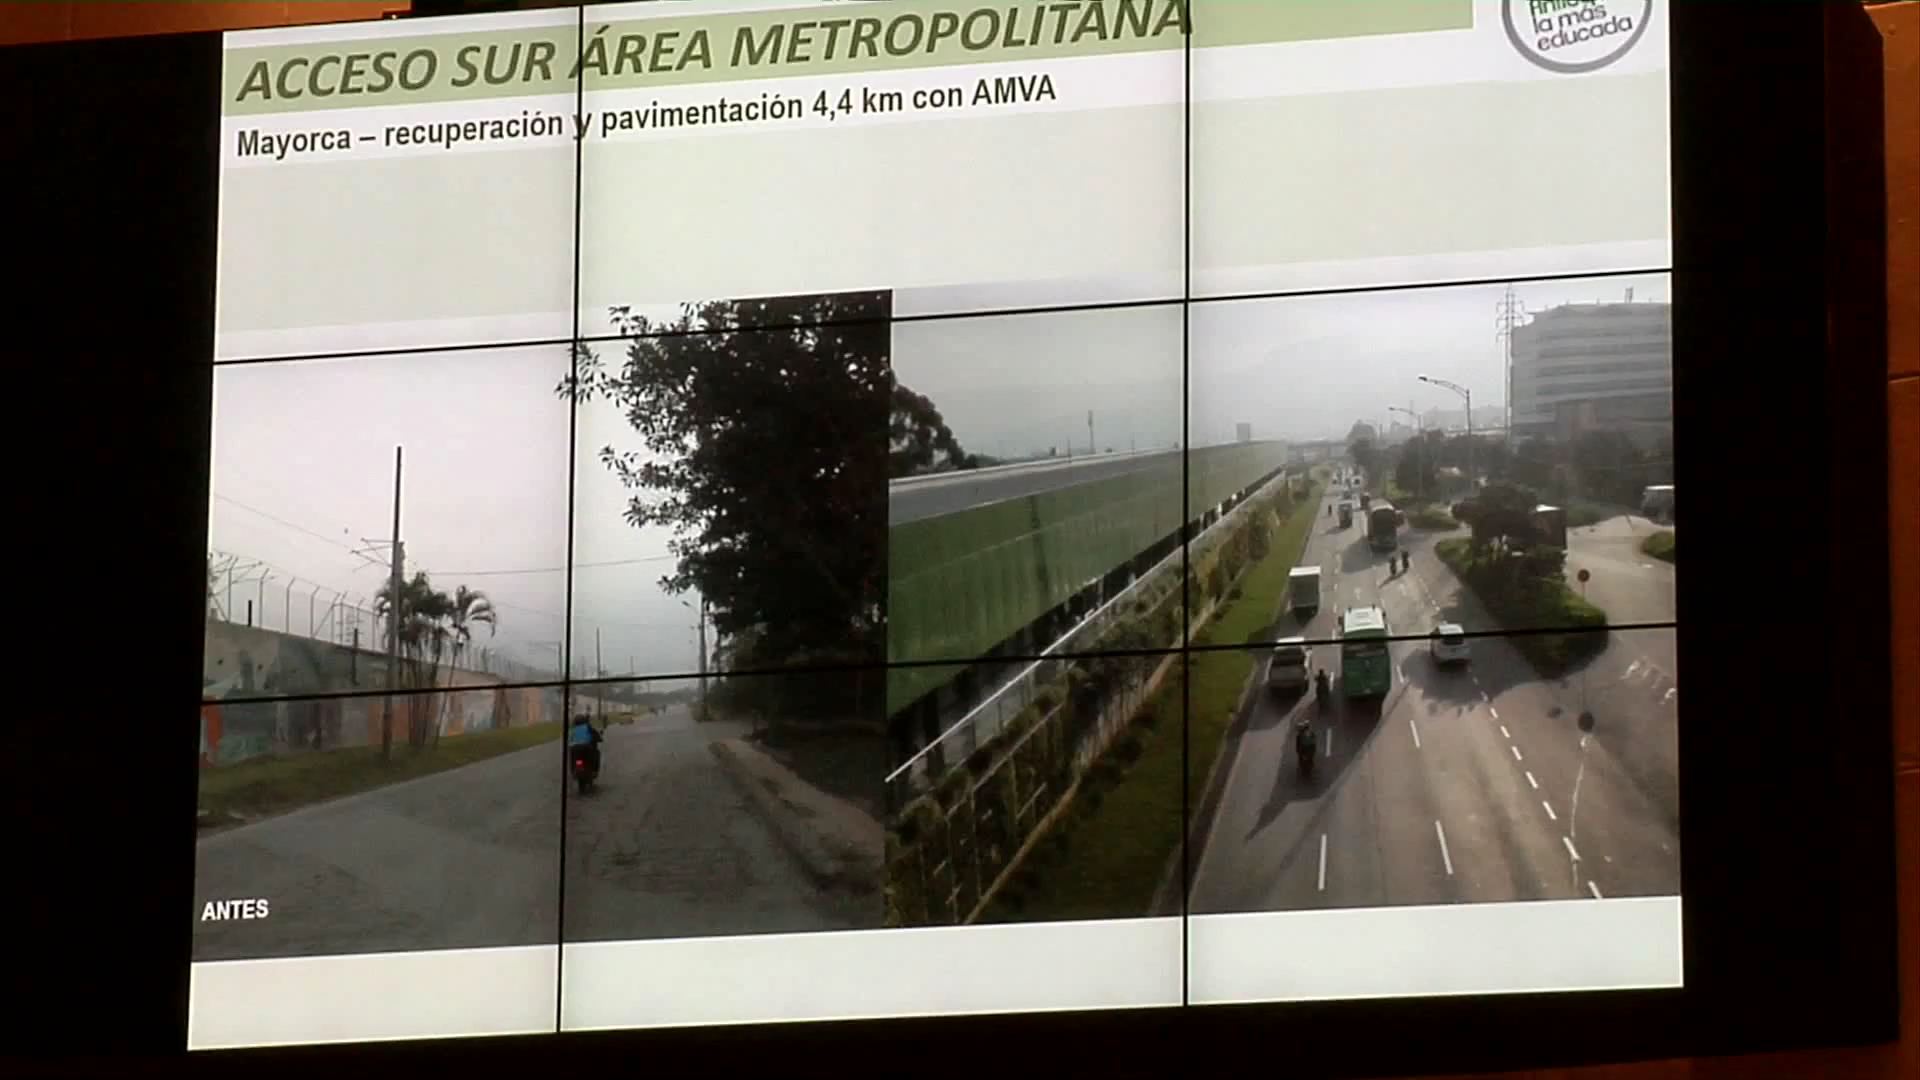 ACCESO SUR ÁREA METROPOLITANA
Mayorca – recuperación y pavimentación 4,4 km con AMVA
la más
educada
ANTES